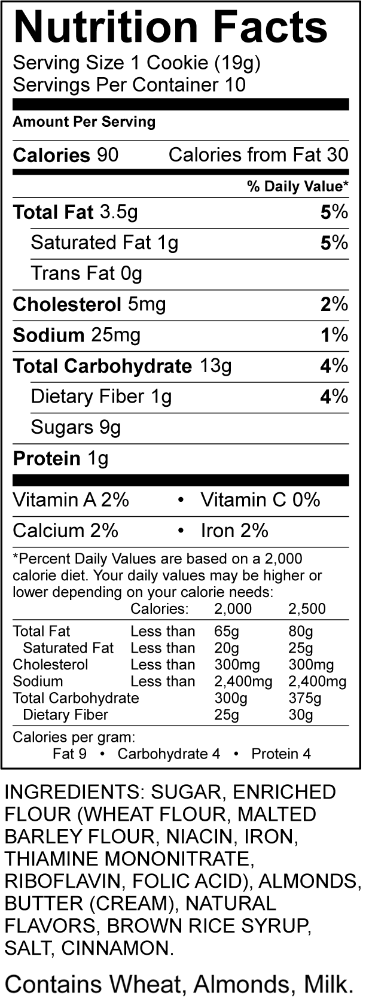 Nutrition Facts
Serving Size 1 Cookie (19g)
Servings Per Container 10
Amount Per Serving
Calories 90 Calories from Fat 30
% Daily Value*
Total Fat 3.5g 5%
Saturated Fat 1g 5%
Trans Fat 0g
Cholesterol 5mg 2%
Sodium 25mg 1%
Total Carbohydrate 13g 4%
Dietary Fiber 1g 4%
Sugars 9g
Protein 1g
Vitamin A 2% • Vitamin C 0%
Calcium 2% • Iron 2%
*Percent Daily Values are based on a 2,000
calorie diet. Your daily values may be higher or
lower depending on your calorie needs:
Calories: 2,000 2,500
Total Fat Less than 65g 80g
Saturated Fat Less than 20g 25g
Cholesterol Less than 300mg 300mg
Sodium Less than 2,400mg 2,400mg
Total Carbohydrate 300g 375g
Dietary Fiber 25g 30g
Calories per gram:
Fat 9 • Carbohydrate 4 • Protein 4
INGREDIENTS: SUGAR, ENRICHED
FLOUR (WHEAT FLOUR, MALTED
BARLEY FLOUR, NIACIN, IRON,
THIAMINE MONONITRATE,
RIBOFLAVIN, FOLIC ACID), ALMONDS,
BUTTER (CREAM), NATURAL
FLAVORS, BROWN RICE SYRUP,
SALT, CINNAMON.
Contains Wheat, Almonds, Milk.